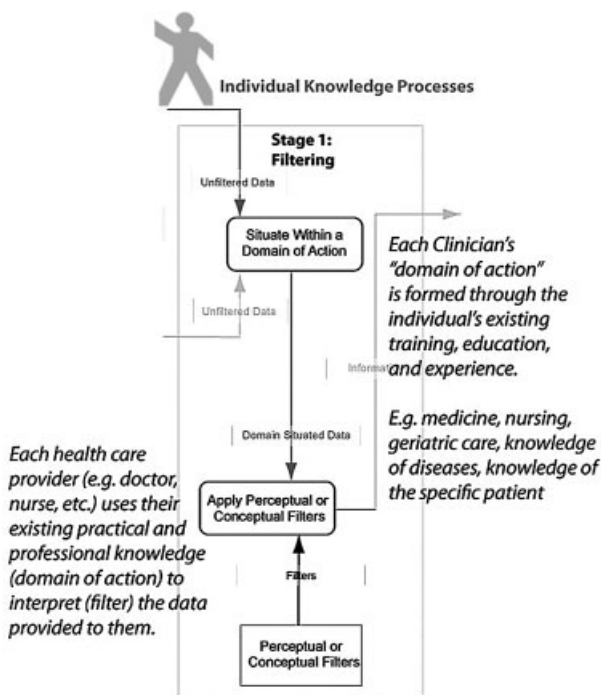 Individual Knowledge Processes
Stage 1:
Filtering
Unfiltered Data
Situate Within a
Domain of Action
Unfiltered Data
Each Clinician's
"domain of action"
is formed through the
individual's existing
training, education,
and experience.
Informati
E.g. medicine, nursing,
geriatric care, knowledge
of diseases, knowledge of
the specific patient
Domain Situated Data
Each health care
provider (e.g. doctor,
nurse, etc.) uses their
existing practical and
professional knowledge
(domain of action) to
interpret (filter) the data
provided to them.
Apply Perceptual or
Conceptual Filters
Filters
Perceptual or
Conceptual Filters